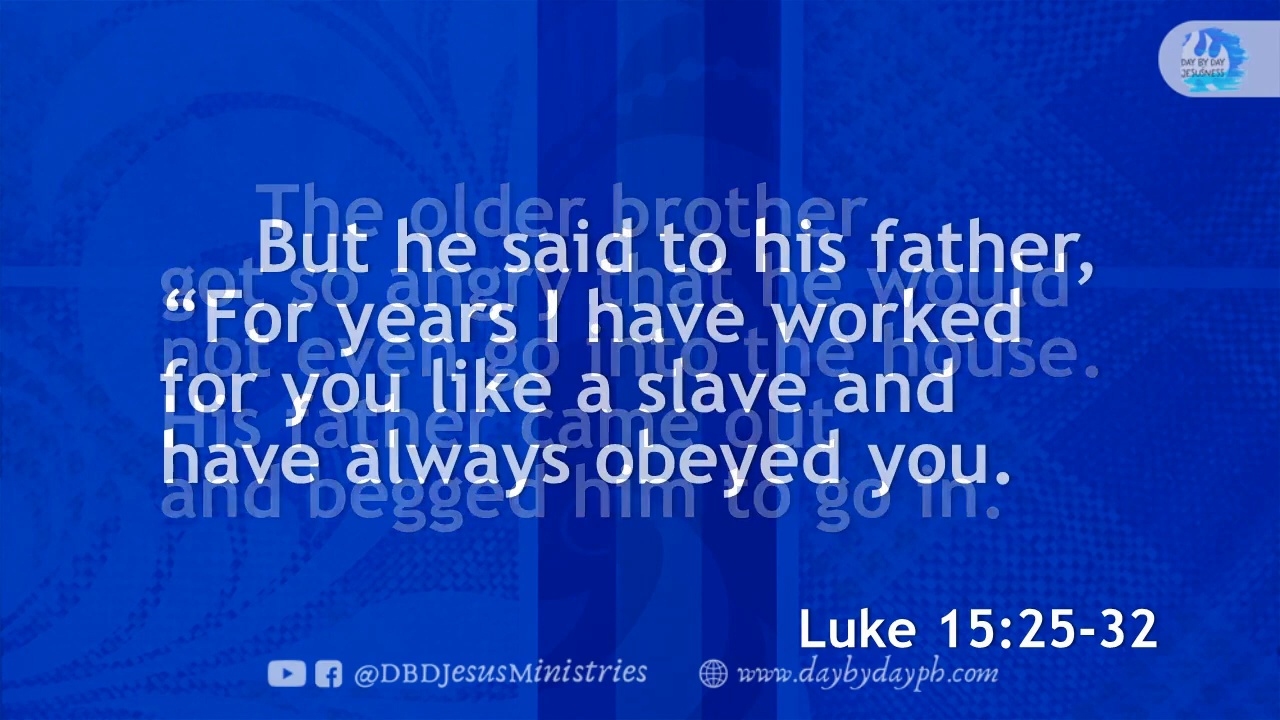 DAY BY DAY
JESUSNESS
The older brother
got so angry that he would
not even go into the house.
His father came out
and begged him to go in.
But he said to his father,
“For years I have worked
for you like a slave and
have always obeyed you.
Luke 15:25-32
@DBDJesusMinistries
www.daybydayph.com